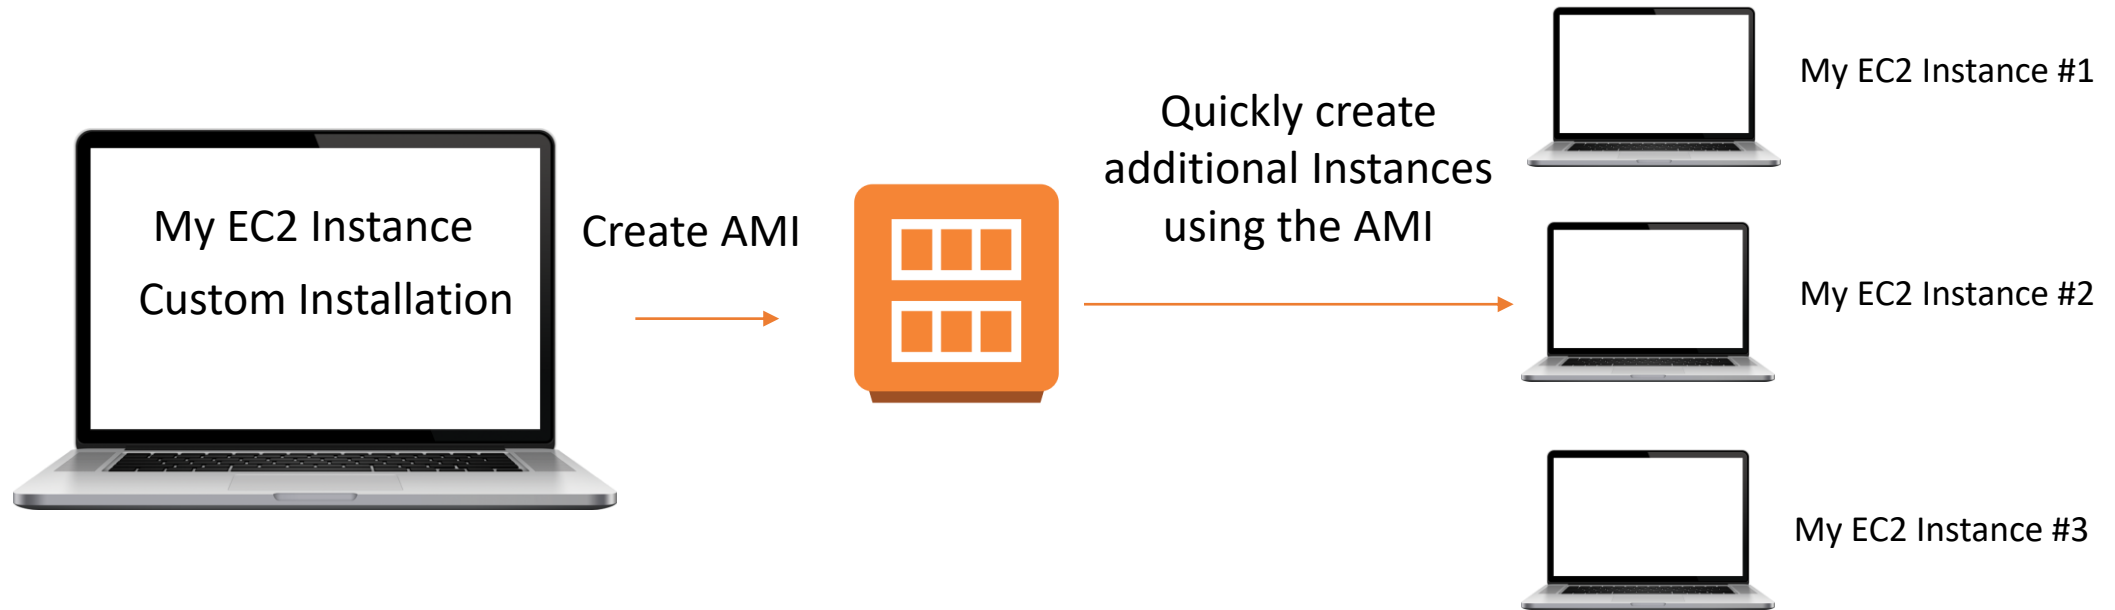 My EC2 Instance
Custom Installation
Create AMI
Quickly create
additional Instances
using the AMI
My EC2 Instance #1
My EC2 Instance #2
My EC2 Instance #3